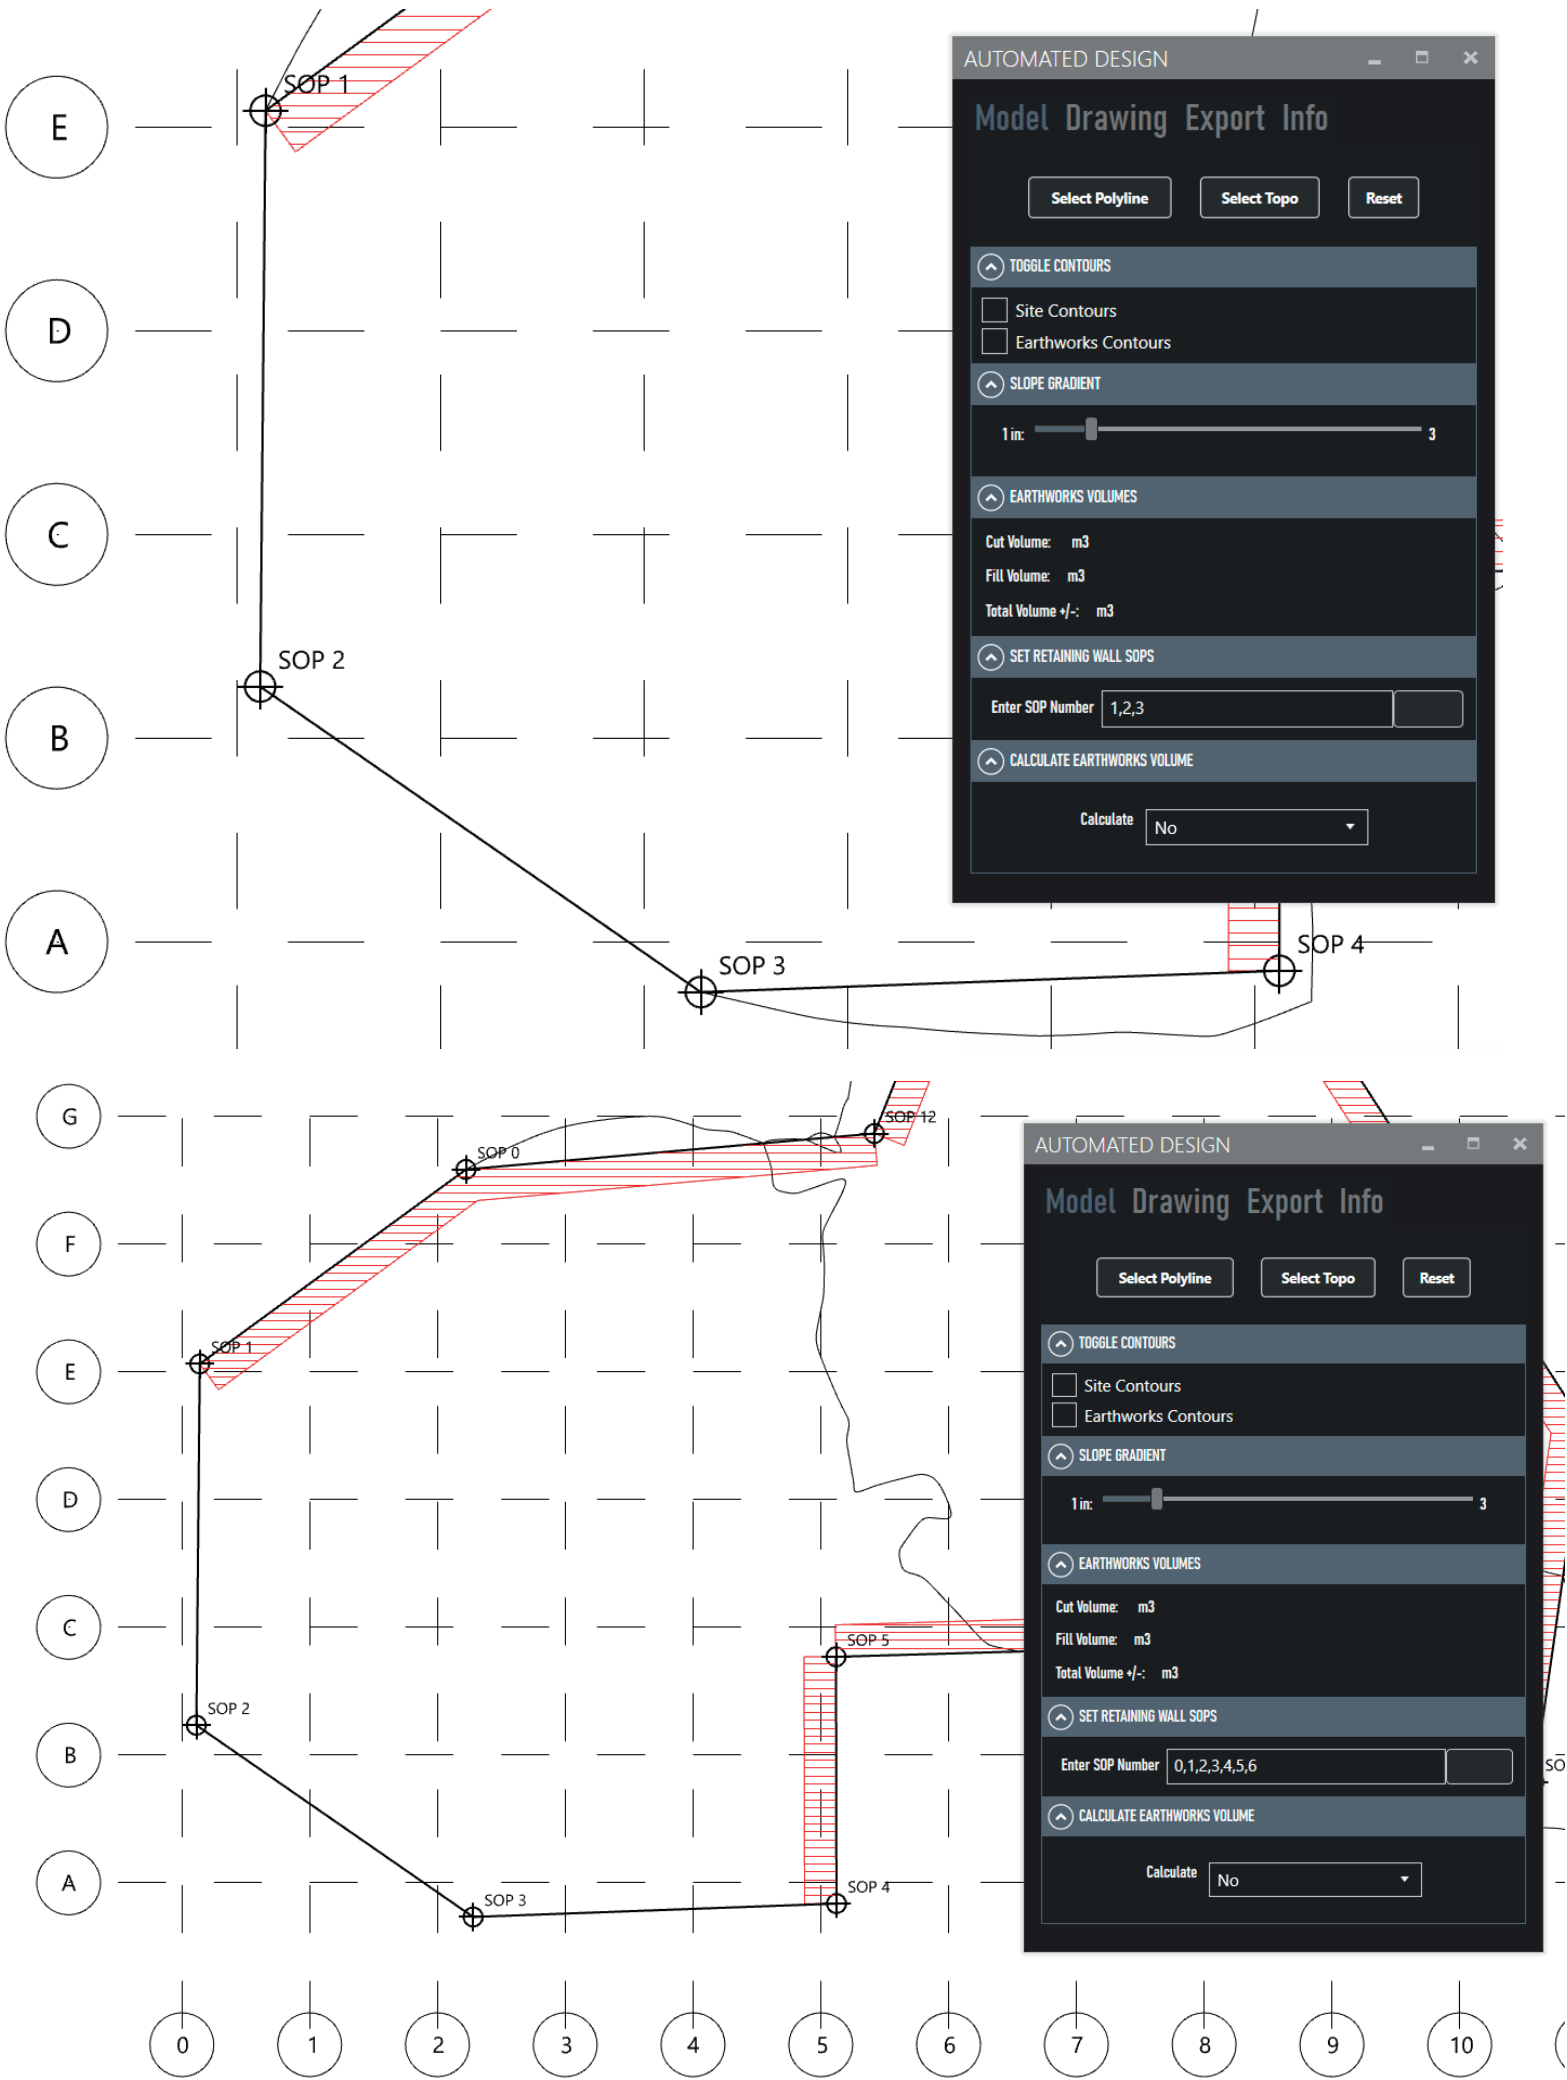 SOP 1
E
D
C
SOP 2
B
A
SOP 3
SOP 4
AUTOMATED DESIGN
Model Drawing Export Info
Select Polyline Select Topo Reset
TOGGLE CONTOURS
Site Contours
Earthworks Contours
SLOPE GRADIENT
1 in: 3
EARTHWORKS VOLUMES
Cut Volume: m3
Fill Volume: m3
Total Volume +/-: m3
SET RETAINING WALL SOPS
Enter SOP Number 1,2,3
CALCULATE EARTHWORKS VOLUME
Calculate No
G
SOP 12
SOP 0
F
SOP 1
E
D
C
SOP 5
SOP 2
B
A
SOP 3
SOP 4
AUTOMATED DESIGN
Model Drawing Export Info
Select Polyline Select Topo Reset
TOGGLE CONTOURS
Site Contours
Earthworks Contours
SLOPE GRADIENT
1 in: 3
EARTHWORKS VOLUMES
Cut Volume: m3
Fill Volume: m3
Total Volume +/-: m3
SET RETAINING WALL SOPS
Enter SOP Number 0,1,2,3,4,5,6
CALCULATE EARTHWORKS VOLUME
Calculate No
0 1 2 3 4 5 6 7 8 9 10